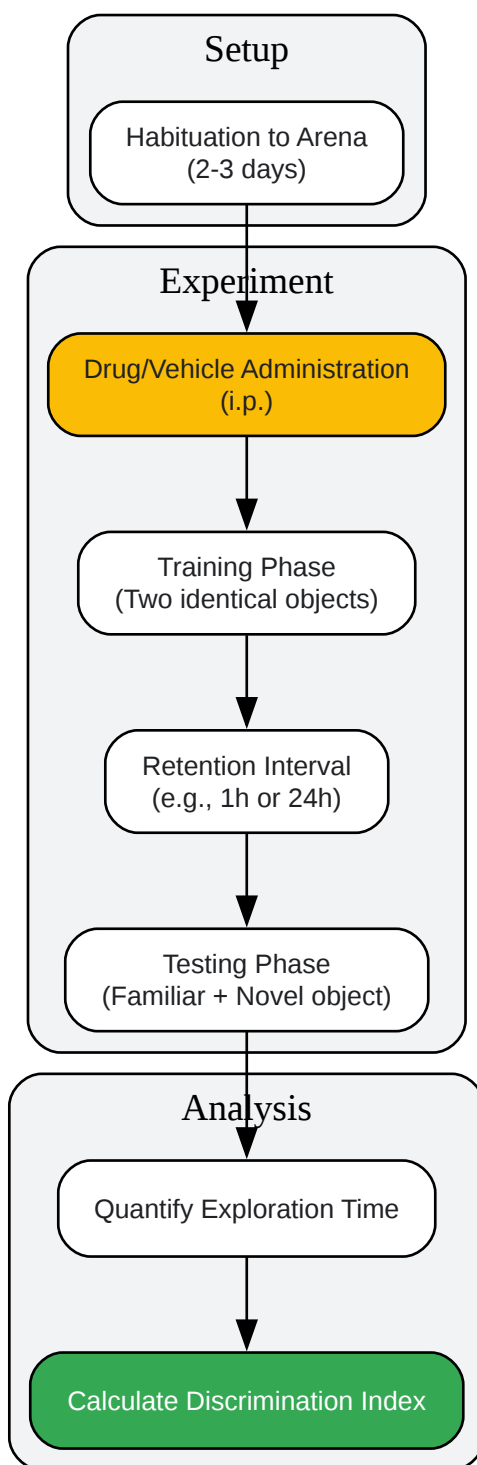 Setup
Habituation to Arena
(2-3 days)
Experiment
Drug/Vehicle Administration
(i.p.)
Training Phase
(Two identical objects)
Retention Interval
(e.g., 1h or 24h)
Testing Phase
(Familiar + Novel object)
Analysis
Quantify Exploration Time
Calculate Discrimination Index